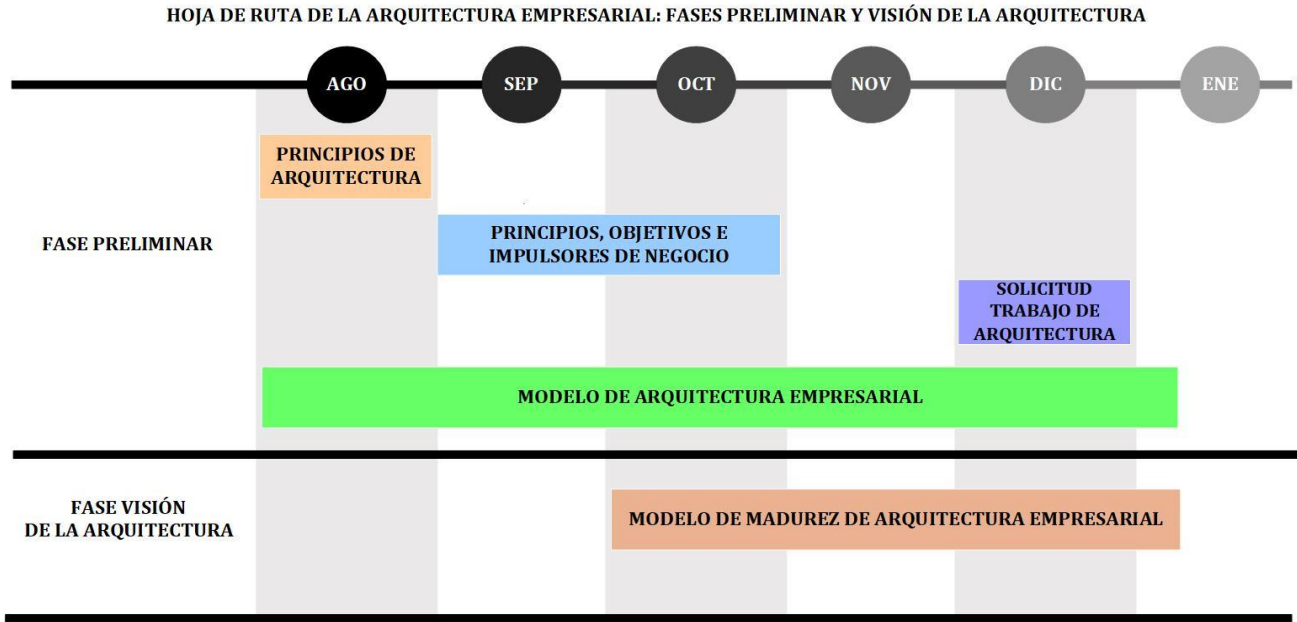 HOJA DE RUTA DE LA ARQUITECTURA EMPRESARIAL: FASES PRELIMINAR Y VISIÓN DE LA ARQUITECTURA
AGO
SEP
OCT
NOV
DIC
ENE
PRINCIPIOS DE
ARQUITECTURA
FASE PRELIMINAR
PRINCIPIOS, OBJETIVOS E
IMPULSORES DE NEGOCIO
SOLICITUD
TRABAJO DE
ARQUITECTURA
MODELO DE ARQUITECTURA EMPRESARIAL
FASE VISIÓN
DE LA ARQUITECTURA
MODELO DE MADUREZ DE ARQUITECTURA EMPRESARIAL